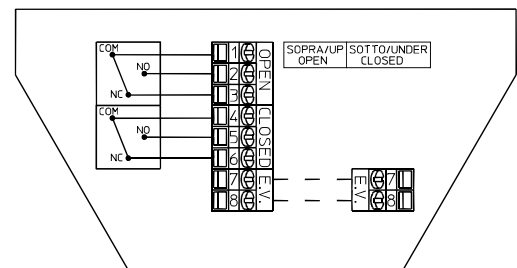 COM
NO
NC
COM
NO
NC
1
2
3
4
5
6
7
8
OPEN
CLOSED
E.V.
SOPRA/UP SOTTO/UNDER
OPEN CLOSED
E.V.
7
8